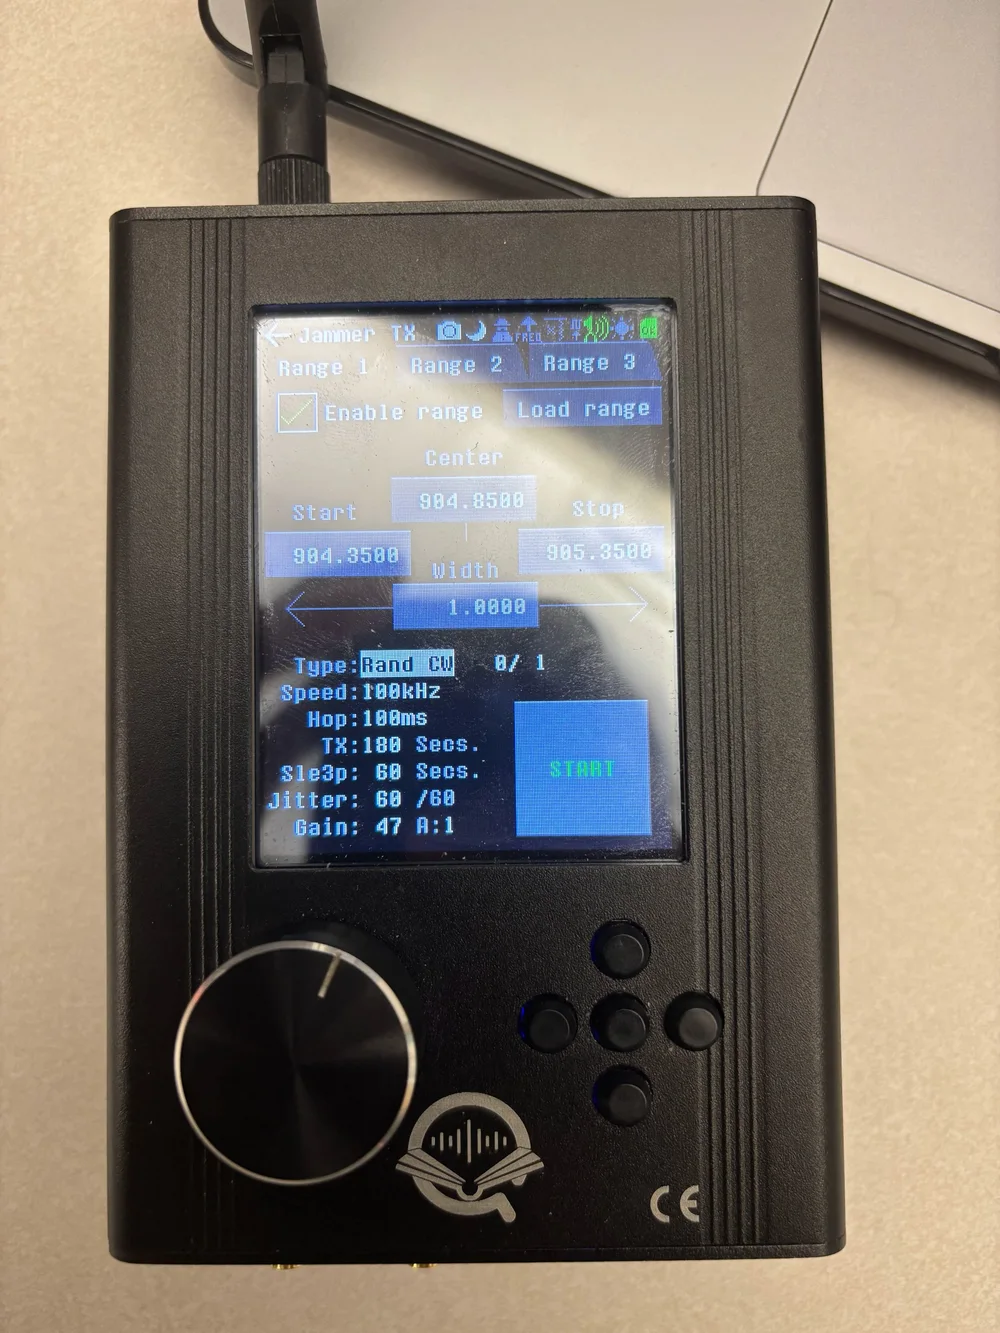 Jammer TX
FREQ
Range 1 Range 2 Range 3
Enable range Load range
Center
904.8500
Start Stop
904.3500 905.3500
Width
1.0000
Type:Rand CW 0/ 1
Speed:100kHz
Hop:100ms
TX:180 Secs.
Sle3p: 60 Secs.
Jitter: 60 /60
Gain: 47 A:1
START
CE